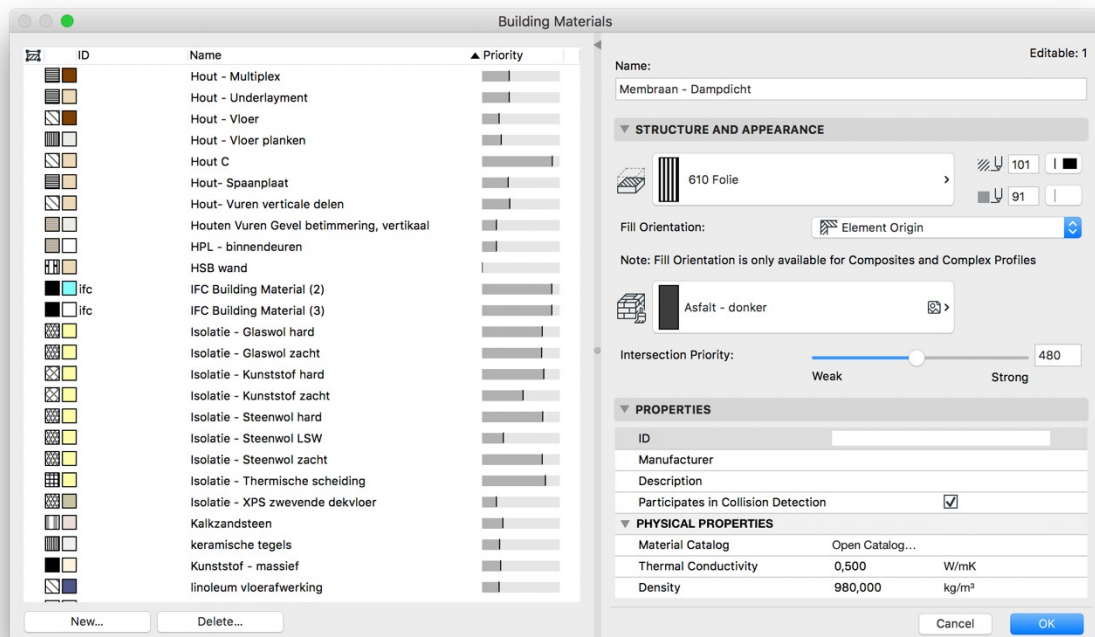 Building Materials
ID Name Priority
Hout - Multiplex
Hout - Underlayment
Hout - Vloer
Hout - Vloer planken
Hout C
Hout- Spaanplaat
Hout- Vuren verticale delen
Houten Vuren Gevel betimmering, vertikaal
HPL - binnendeuren
HSB wand
ifc IFC Building Material (2)
ifc IFC Building Material (3)
Isolatie - Glaswol hard
Isolatie - Glaswol zacht
Isolatie - Kunststof hard
Isolatie - Kunststof zacht
Isolatie - Steenwol hard
Isolatie - Steenwol LSW
Isolatie - Steenwol zacht
Isolatie - Thermische scheiding
Isolatie - XPS zwevende dekvloer
Kalkzandsteen
keramische tegels
Kunststof - massief
linoleum vloerafwerking
New... Delete...
Editable: 1
Name:
Membraan - Dampdicht
STRUCTURE AND APPEARANCE
610 Folie
101
91
Fill Orientation: Element Origin
Note: Fill Orientation is only available for Composites and Complex Profiles
Asfalt - donker
Intersection Priority: 480
Weak Strong
PROPERTIES
ID
Manufacturer
Description
Participates in Collision Detection
PHYSICAL PROPERTIES
Material Catalog Open Catalog...
Thermal Conductivity 0,500 W/mK
Density 980,000 kg/m³
Cancel OK